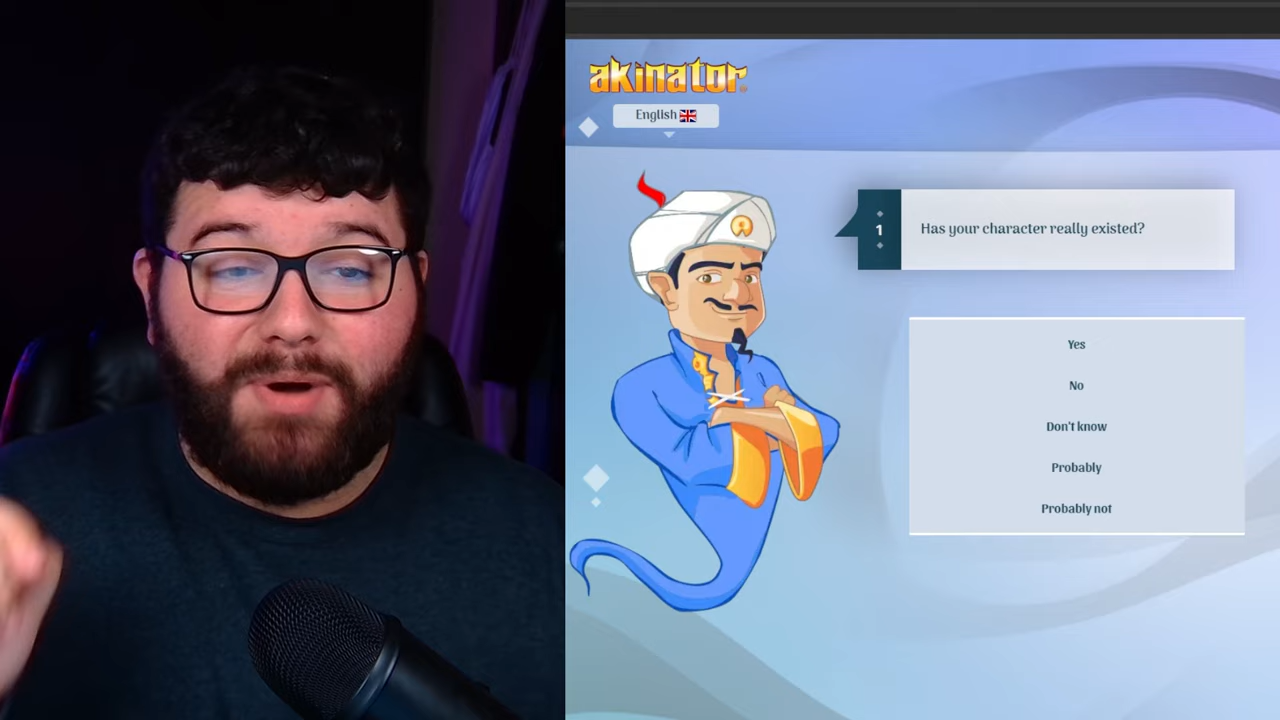 akinator
English
1
Has your character really existed?
Yes
No
Don't know
Probably
Probably not